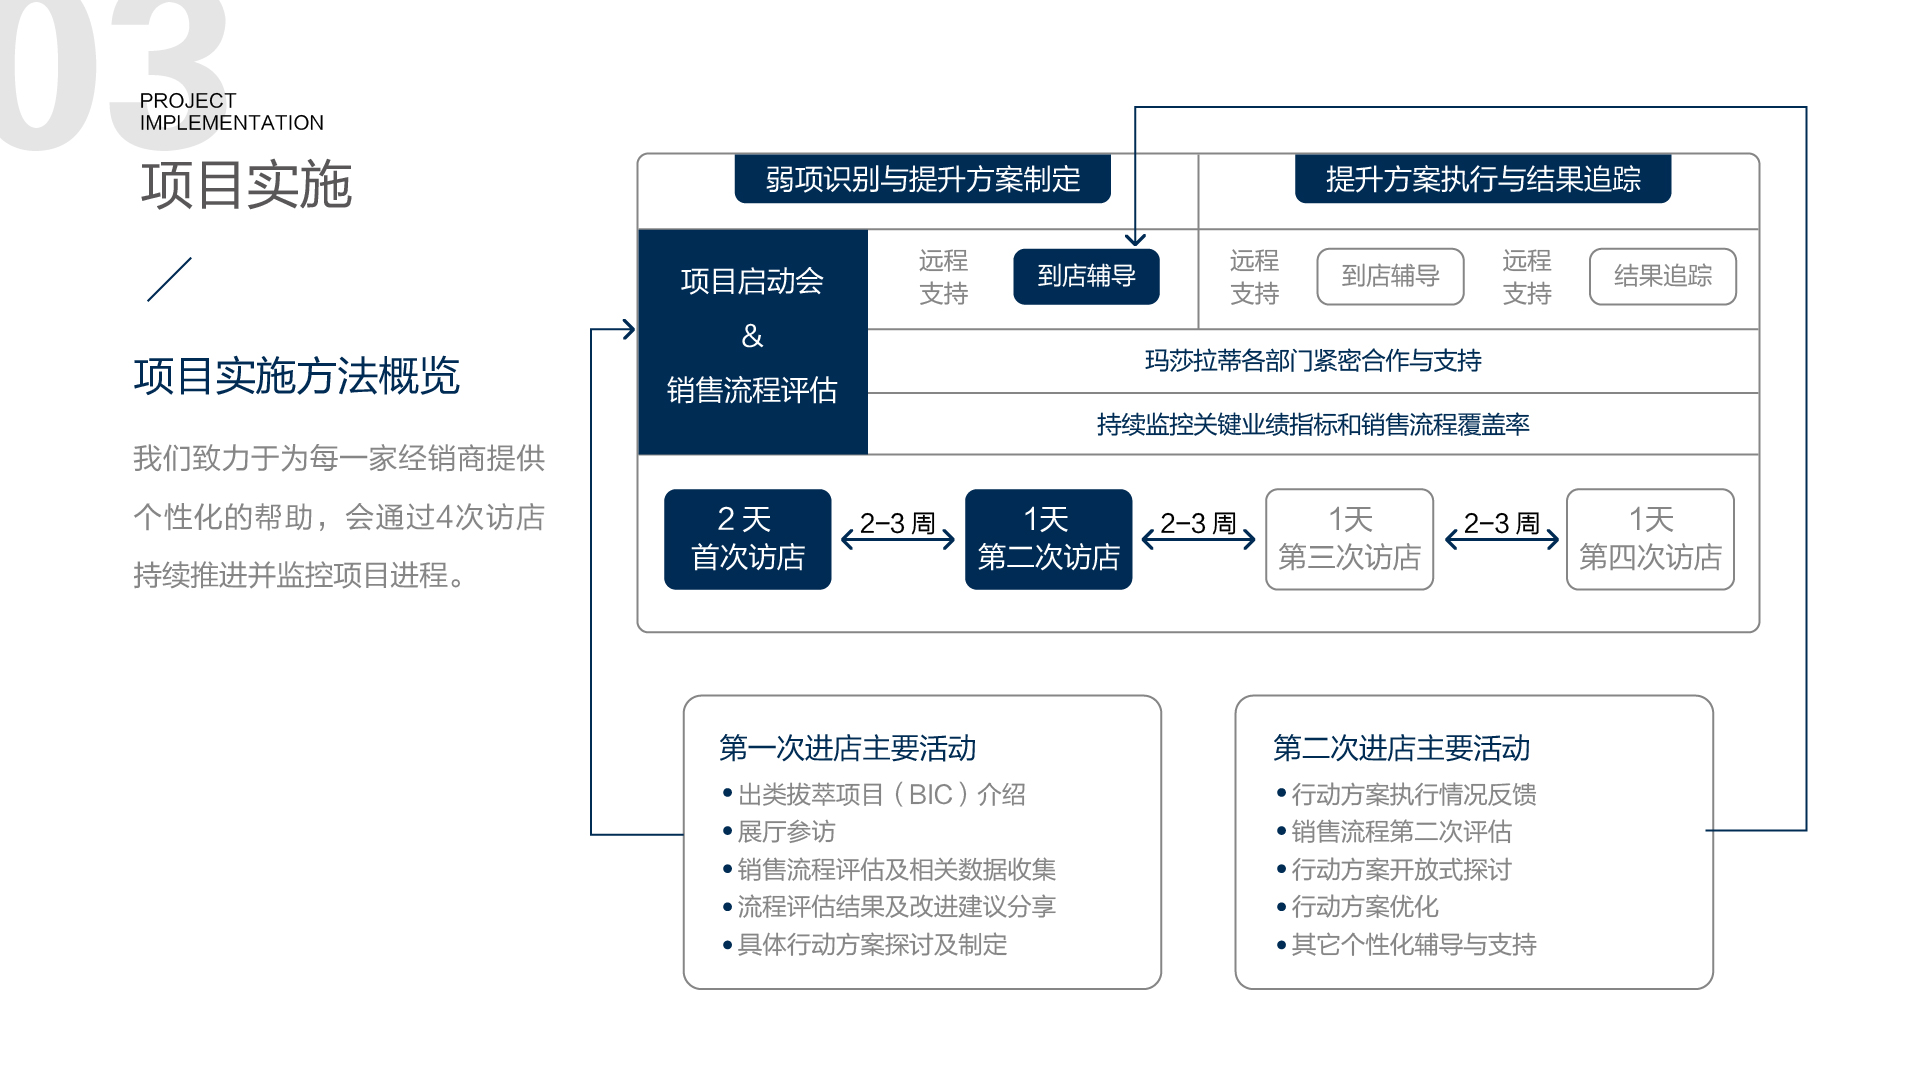 03
PROJECT
IMPLEMENTATION
项目实施
项目实施方法概览
我们致力于为每一家经销商提供
个性化的帮助，会通过4次访店
持续推进并监控项目进程。
弱项识别与提升方案制定
提升方案执行与结果追踪
项目启动会
&
销售流程评估
远程
支持
到店辅导
远程
支持
到店辅导
远程
支持
结果追踪
玛莎拉蒂各部门紧密合作与支持
持续监控关键业绩指标和销售流程覆盖率
2 天
首次访店
2-3 周
1天
第二次访店
2-3 周
1天
第三次访店
2-3 周
1天
第四次访店
第一次进店主要活动
• 出类拔萃项目（BIC）介绍
• 展厅参访
• 销售流程评估及相关数据收集
• 流程评估结果及改进建议分享
• 具体行动方案探讨及制定
第二次进店主要活动
• 行动方案执行情况反馈
• 销售流程第二次评估
• 行动方案开放式探讨
• 行动方案优化
• 其它个性化辅导与支持